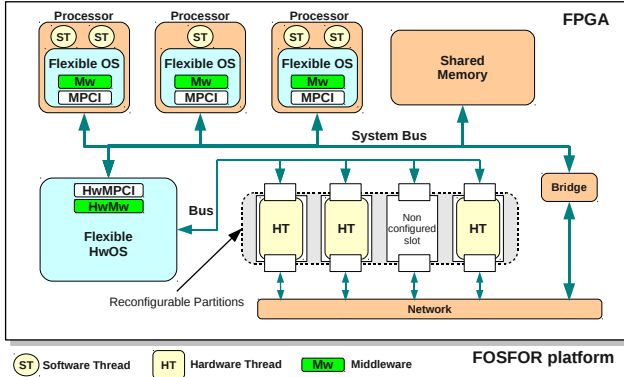 Processor Processor Processor FPGA
ST ST ST ST ST
Flexible OS Flexible OS Flexible OS
Mw Mw Mw
MPCI MPCI MPCI
Shared
Memory
System Bus
HwMPCI
HwMw
Flexible
HwOS
Bus
Bridge
HT HT Non
configured
slot HT
Reconfigurable Partitions
Network
ST Software Thread HT Hardware Thread Mw Middleware FOSFOR platform